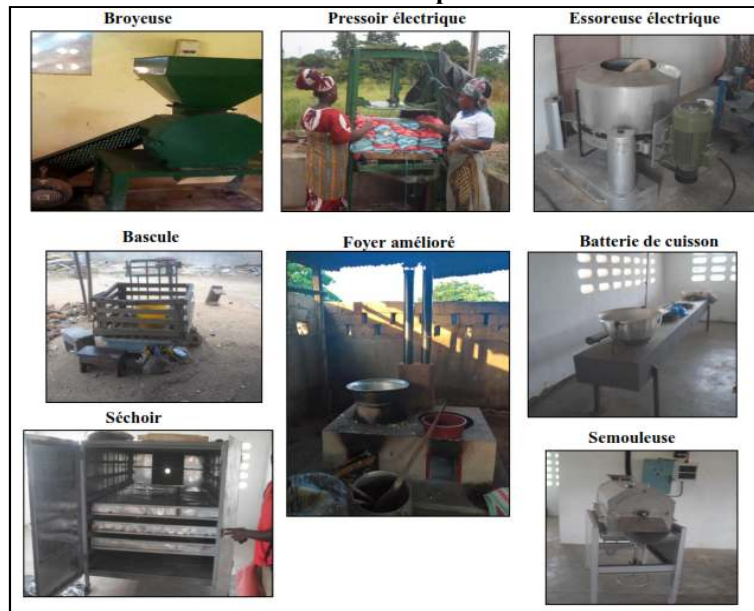 Broyeuse
Pressoir électrique
Essoreuse électrique
Bascule
Foyer amélioré
Batterie de cuisson
Séchoir
Semouleuse